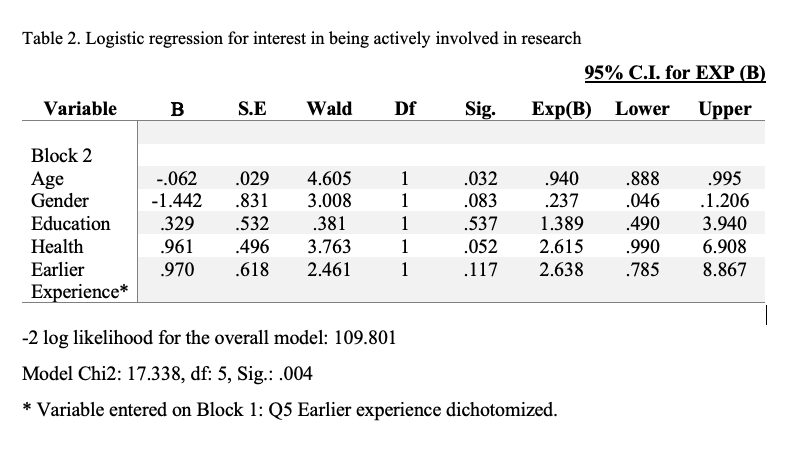 Table 2. Logistic regression for interest in being actively involved in research
95% C.I. for EXP (B)
Variable B S.E Wald Df Sig. Exp(B) Lower Upper
Block 2
Age -.062 .029 4.605 1 .032 .940 .888 .995
Gender -1.442 .831 3.008 1 .083 .237 .046 .1.206
Education .329 .532 .381 1 .537 1.389 .490 3.940
Health .961 .496 3.763 1 .052 2.615 .990 6.908
Earlier .970 .618 2.461 1 .117 2.638 .785 8.867
Experience*
-2 log likelihood for the overall model: 109.801
Model Chi2: 17.338, df: 5, Sig.: .004
* Variable entered on Block 1: Q5 Earlier experience dichotomized.